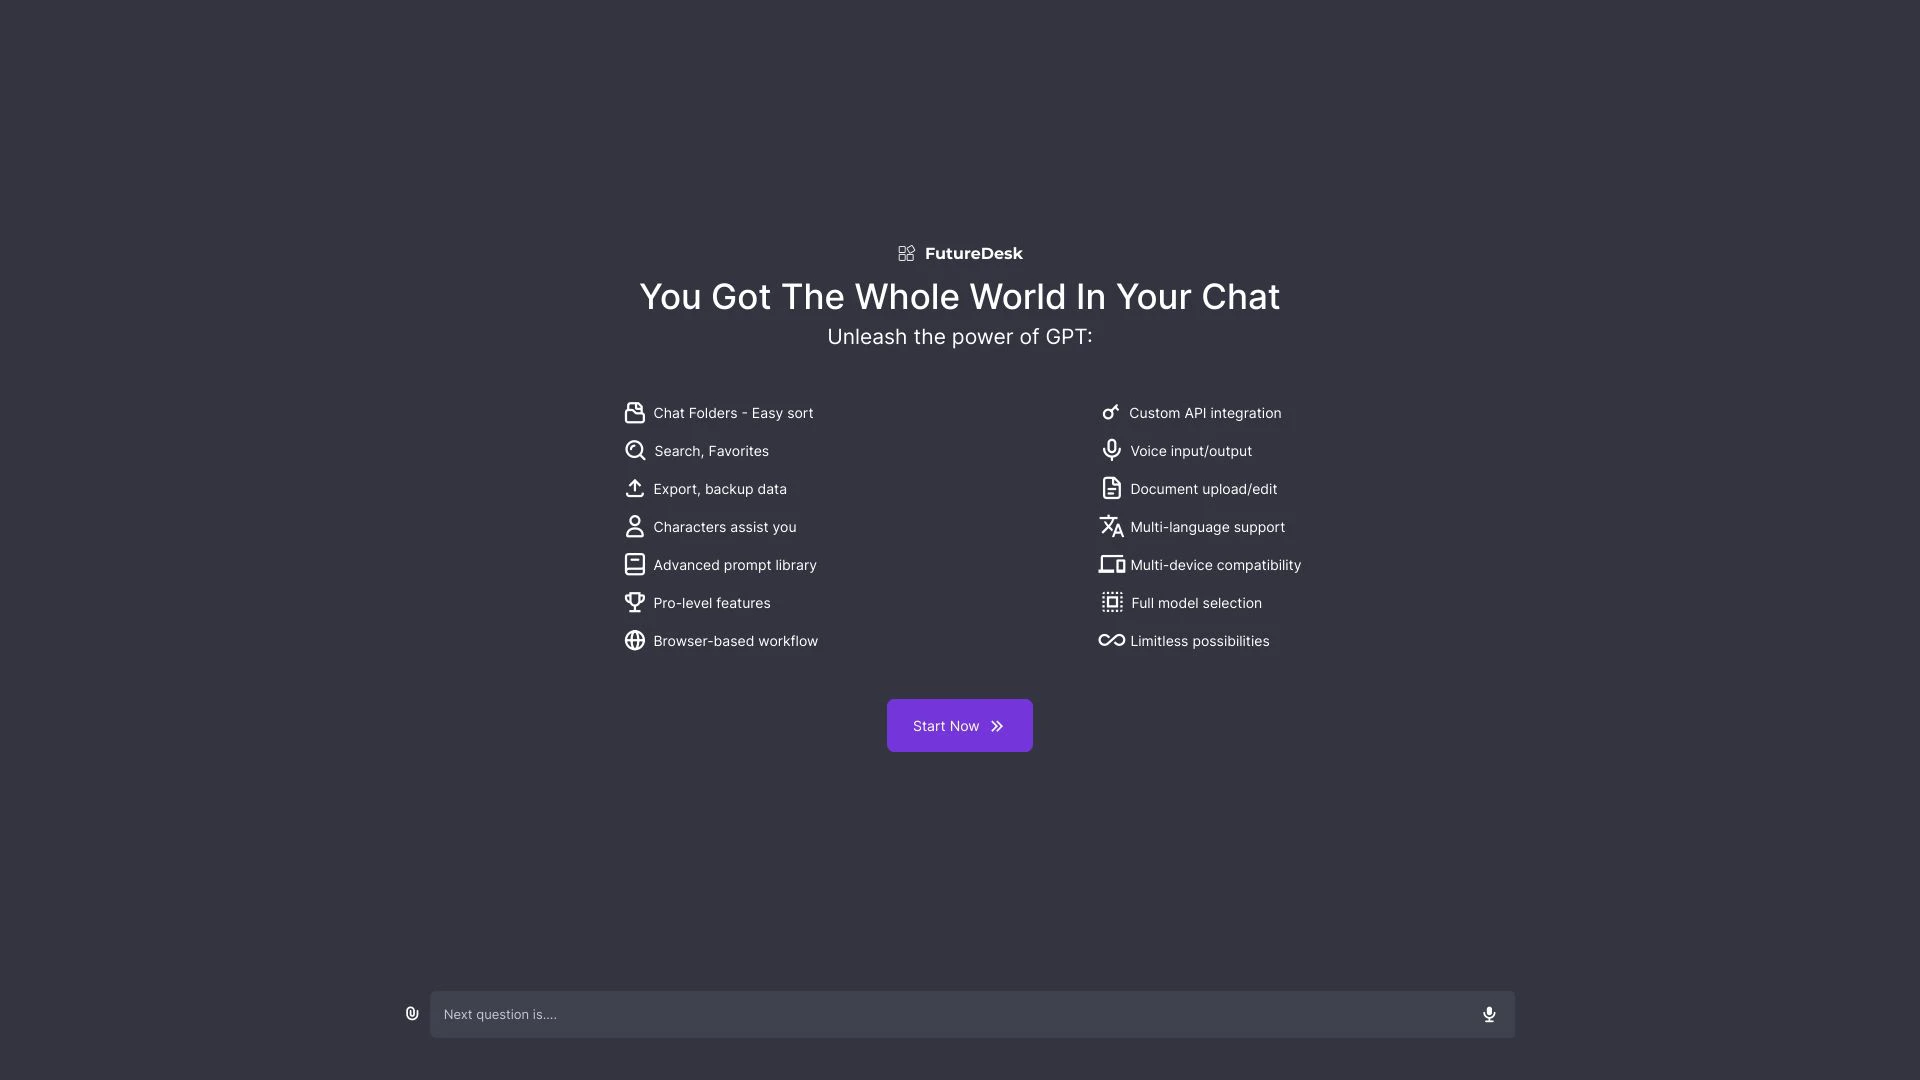 FutureDesk
You Got The Whole World In Your Chat
Unleash the power of GPT:
Chat Folders - Easy sort
Search, Favorites
Export, backup data
Characters assist you
Advanced prompt library
Pro-level features
Browser-based workflow
Custom API integration
Voice input/output
Document upload/edit
Multi-language support
Multi-device compatibility
Full model selection
Limitless possibilities
Start Now
Next question is....